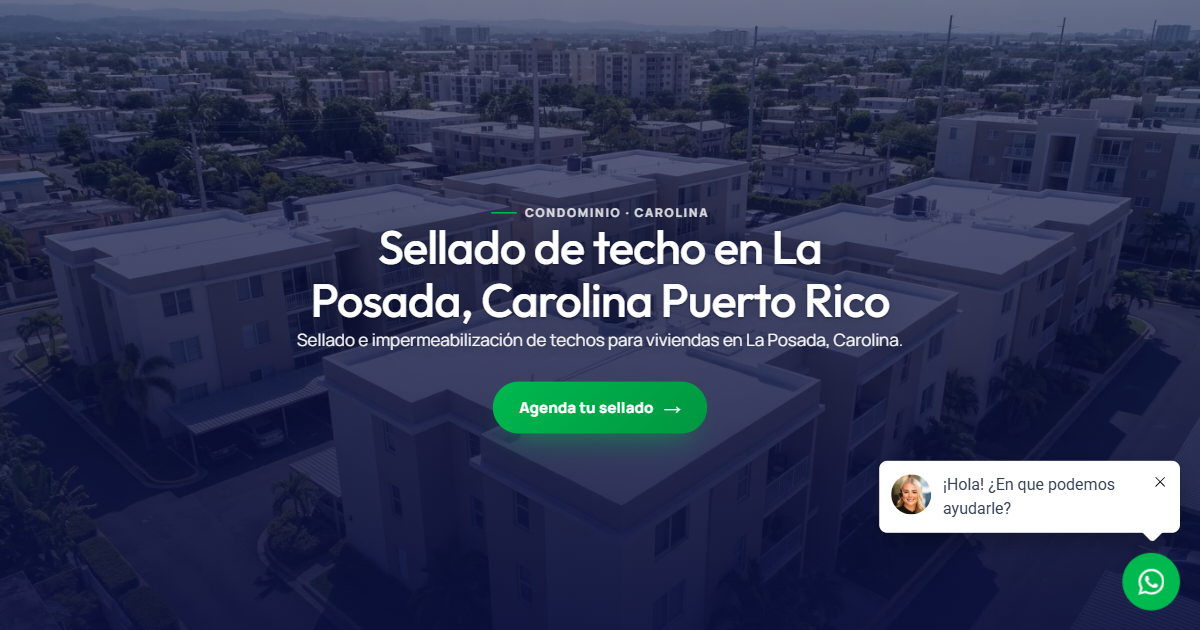 CONDOMINIO · CAROLINA
Sellado de techo en La
Posada, Carolina Puerto Rico
Sellado e impermeabilización de techos para viviendas en La Posada, Carolina.
Agenda tu sellado →
¡Hola! ¿En que podemos
ayudarle?